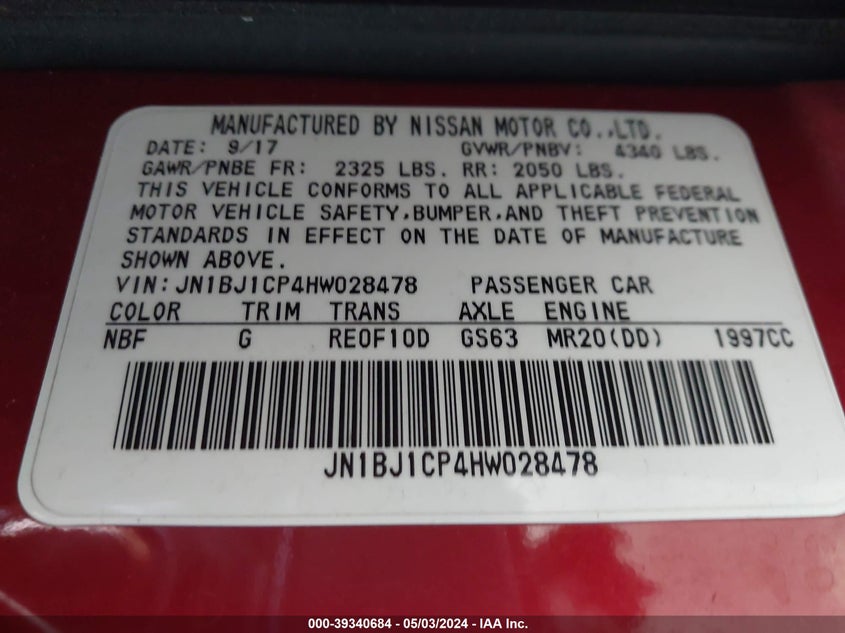 MANUFACTURED BY NISSAN MOTOR CO.,LTD.
DATE: 9/17 GVWR/PNBV: 4340 LBS.
GAWR/PNBE FR: 2325 LBS. RR: 2050 LBS.
THIS VEHICLE CONFORMS TO ALL APPLICABLE FEDERAL
MOTOR VEHICLE SAFETY,BUMPER,AND THEFT PREVENTION
STANDARDS IN EFFECT ON THE DATE OF MANUFACTURE
SHOWN ABOVE.
VIN:JN1BJ1CP4HW028478 PASSENGER CAR
COLOR TRIM TRANS AXLE ENGINE
NBF G RE0F10D GS63 MR20(DD) 1997CC
JN1BJ1CP4HW028478
000-39340684 - 05/03/2024 - IAA Inc.